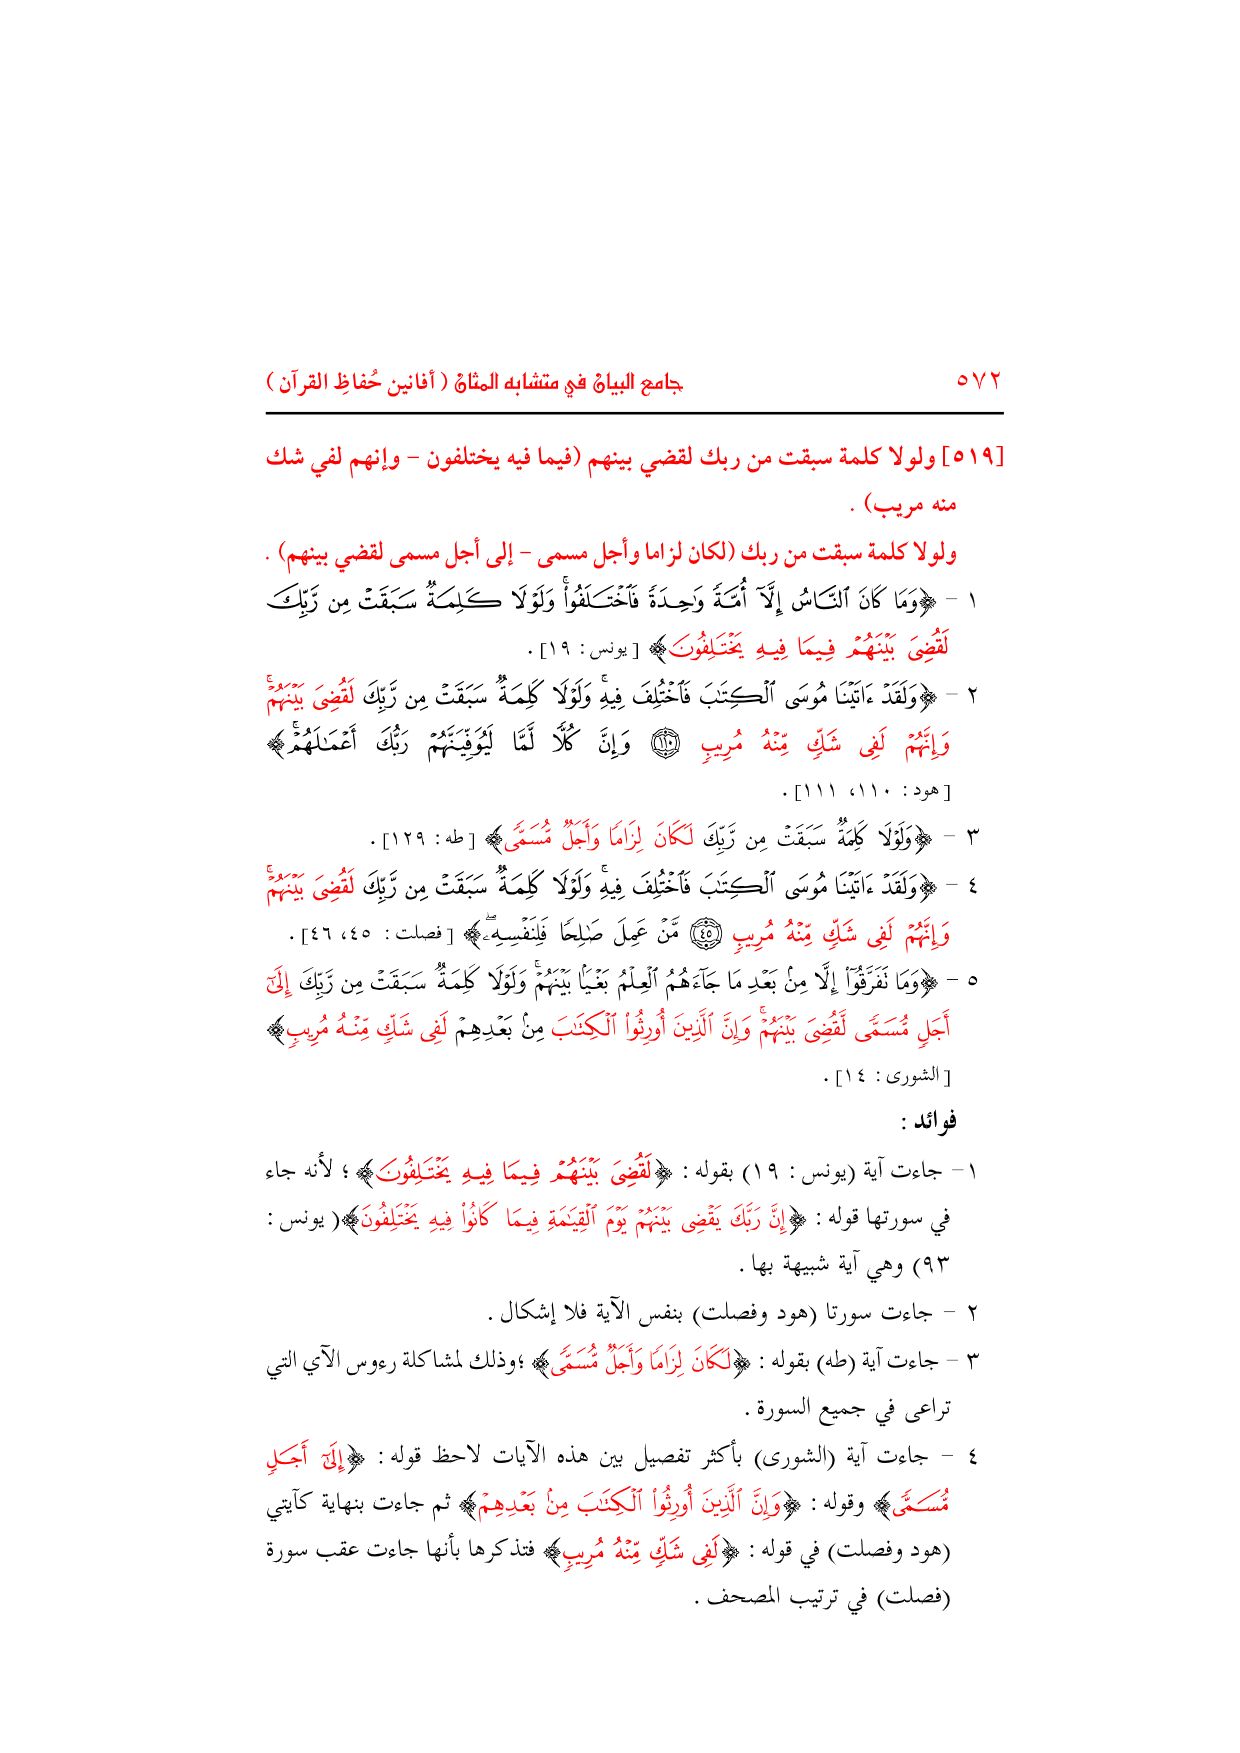 ٥٧٢ جامع البيان في متشابه المثان ( أفانين حُفاظِ القرآن )
[٥١٩] ولولا كلمة سبقت من ربك لقضي بينهم (فيما فيه يختلفون – وإنهم لفي شك
منه مريب) .
ولولا كلمة سبقت من ربك (لكان لزاما وأجل مسمى – إلى أجل مسمى لقضي بينهم) .
١ – ﴿وَمَا كَانَ ٱلنَّاسُ إِلَّآ أُمَّةٗ وَٰحِدَةٗ فَٱخۡتَلَفُواْۚ وَلَوۡلَا كَلِمَةٞ سَبَقَتۡ مِن رَّبِّكَ
لَقُضِيَ بَيۡنَهُمۡ فِيمَا فِيهِ يَخۡتَلِفُونَ﴾ [يونس: ١٩].
٢ – ﴿وَلَقَدۡ ءَاتَيۡنَا مُوسَى ٱلۡكِتَٰبَ فَٱخۡتُلِفَ فِيهِۚ وَلَوۡلَا كَلِمَةٞ سَبَقَتۡ مِن رَّبِّكَ لَقُضِيَ بَيۡنَهُمۡۚ
وَإِنَّهُمۡ لَفِي شَكّٖ مِّنۡهُ مُرِيبٖ ۝١١٠ وَإِنَّ كُلّٗا لَّمَّا لَيُوَفِّيَنَّهُمۡ رَبُّكَ أَعۡمَٰلَهُمۡۚ﴾
[هود: ١١٠، ١١١].
٣ – ﴿وَلَوۡلَا كَلِمَةٞ سَبَقَتۡ مِن رَّبِّكَ لَكَانَ لِزَامٗا وَأَجَلٞ مُّسَمّٗى﴾ [طه: ١٢٩].
٤ – ﴿وَلَقَدۡ ءَاتَيۡنَا مُوسَى ٱلۡكِتَٰبَ فَٱخۡتُلِفَ فِيهِۚ وَلَوۡلَا كَلِمَةٞ سَبَقَتۡ مِن رَّبِّكَ لَقُضِيَ بَيۡنَهُمۡۚ
وَإِنَّهُمۡ لَفِي شَكّٖ مِّنۡهُ مُرِيبٖ ۝٤٥ مَّنۡ عَمِلَ صَٰلِحٗا فَلِنَفۡسِهِۦۖ﴾ [فصلت: ٤٥، ٤٦].
٥ – ﴿وَمَا تَفَرَّقُوٓاْ إِلَّا مِنۢ بَعۡدِ مَا جَآءَهُمُ ٱلۡعِلۡمُ بَغۡيَۢا بَيۡنَهُمۡۚ وَلَوۡلَا كَلِمَةٞ سَبَقَتۡ مِن رَّبِّكَ إِلَىٰٓ
أَجَلٖ مُّسَمّٗى لَّقُضِيَ بَيۡنَهُمۡۚ وَإِنَّ ٱلَّذِينَ أُورِثُواْ ٱلۡكِتَٰبَ مِنۢ بَعۡدِهِمۡ لَفِي شَكّٖ مِّنۡهُ مُرِيبٖ﴾
[الشورى: ١٤].
فوائد :
١– جاءت آية (يونس : ١٩) بقوله : ﴿لَقُضِيَ بَيۡنَهُمۡ فِيمَا فِيهِ يَخۡتَلِفُونَ﴾ ؛ لأنه جاء
في سورتها قوله : ﴿إِنَّ رَبَّكَ يَقۡضِي بَيۡنَهُمۡ يَوۡمَ ٱلۡقِيَٰمَةِ فِيمَا كَانُواْ فِيهِ يَخۡتَلِفُونَ﴾( يونس :
٩٣) وهي آية شبيهة بها .
٢ – جاءت سورتا (هود وفصلت) بنفس الآية فلا إشكال .
٣ – جاءت آية (طه) بقوله : ﴿لَكَانَ لِزَامٗا وَأَجَلٞ مُّسَمّٗى﴾ ؛وذلك لمشاكلة رءوس الآي التي
تراعى في جميع السورة .
٤ – جاءت آية (الشورى) بأكثر تفصيل بين هذه الآيات لاحظ قوله : ﴿إِلَىٰٓ أَجَلٖ
مُّسَمّٗى﴾ وقوله : ﴿وَإِنَّ ٱلَّذِينَ أُورِثُواْ ٱلۡكِتَٰبَ مِنۢ بَعۡدِهِمۡ﴾ ثم جاءت بنهاية كآيتي
(هود وفصلت) في قوله : ﴿لَفِي شَكّٖ مِّنۡهُ مُرِيبٖ﴾ فتذكرها بأنها جاءت عقب سورة
(فصلت) في ترتيب المصحف .